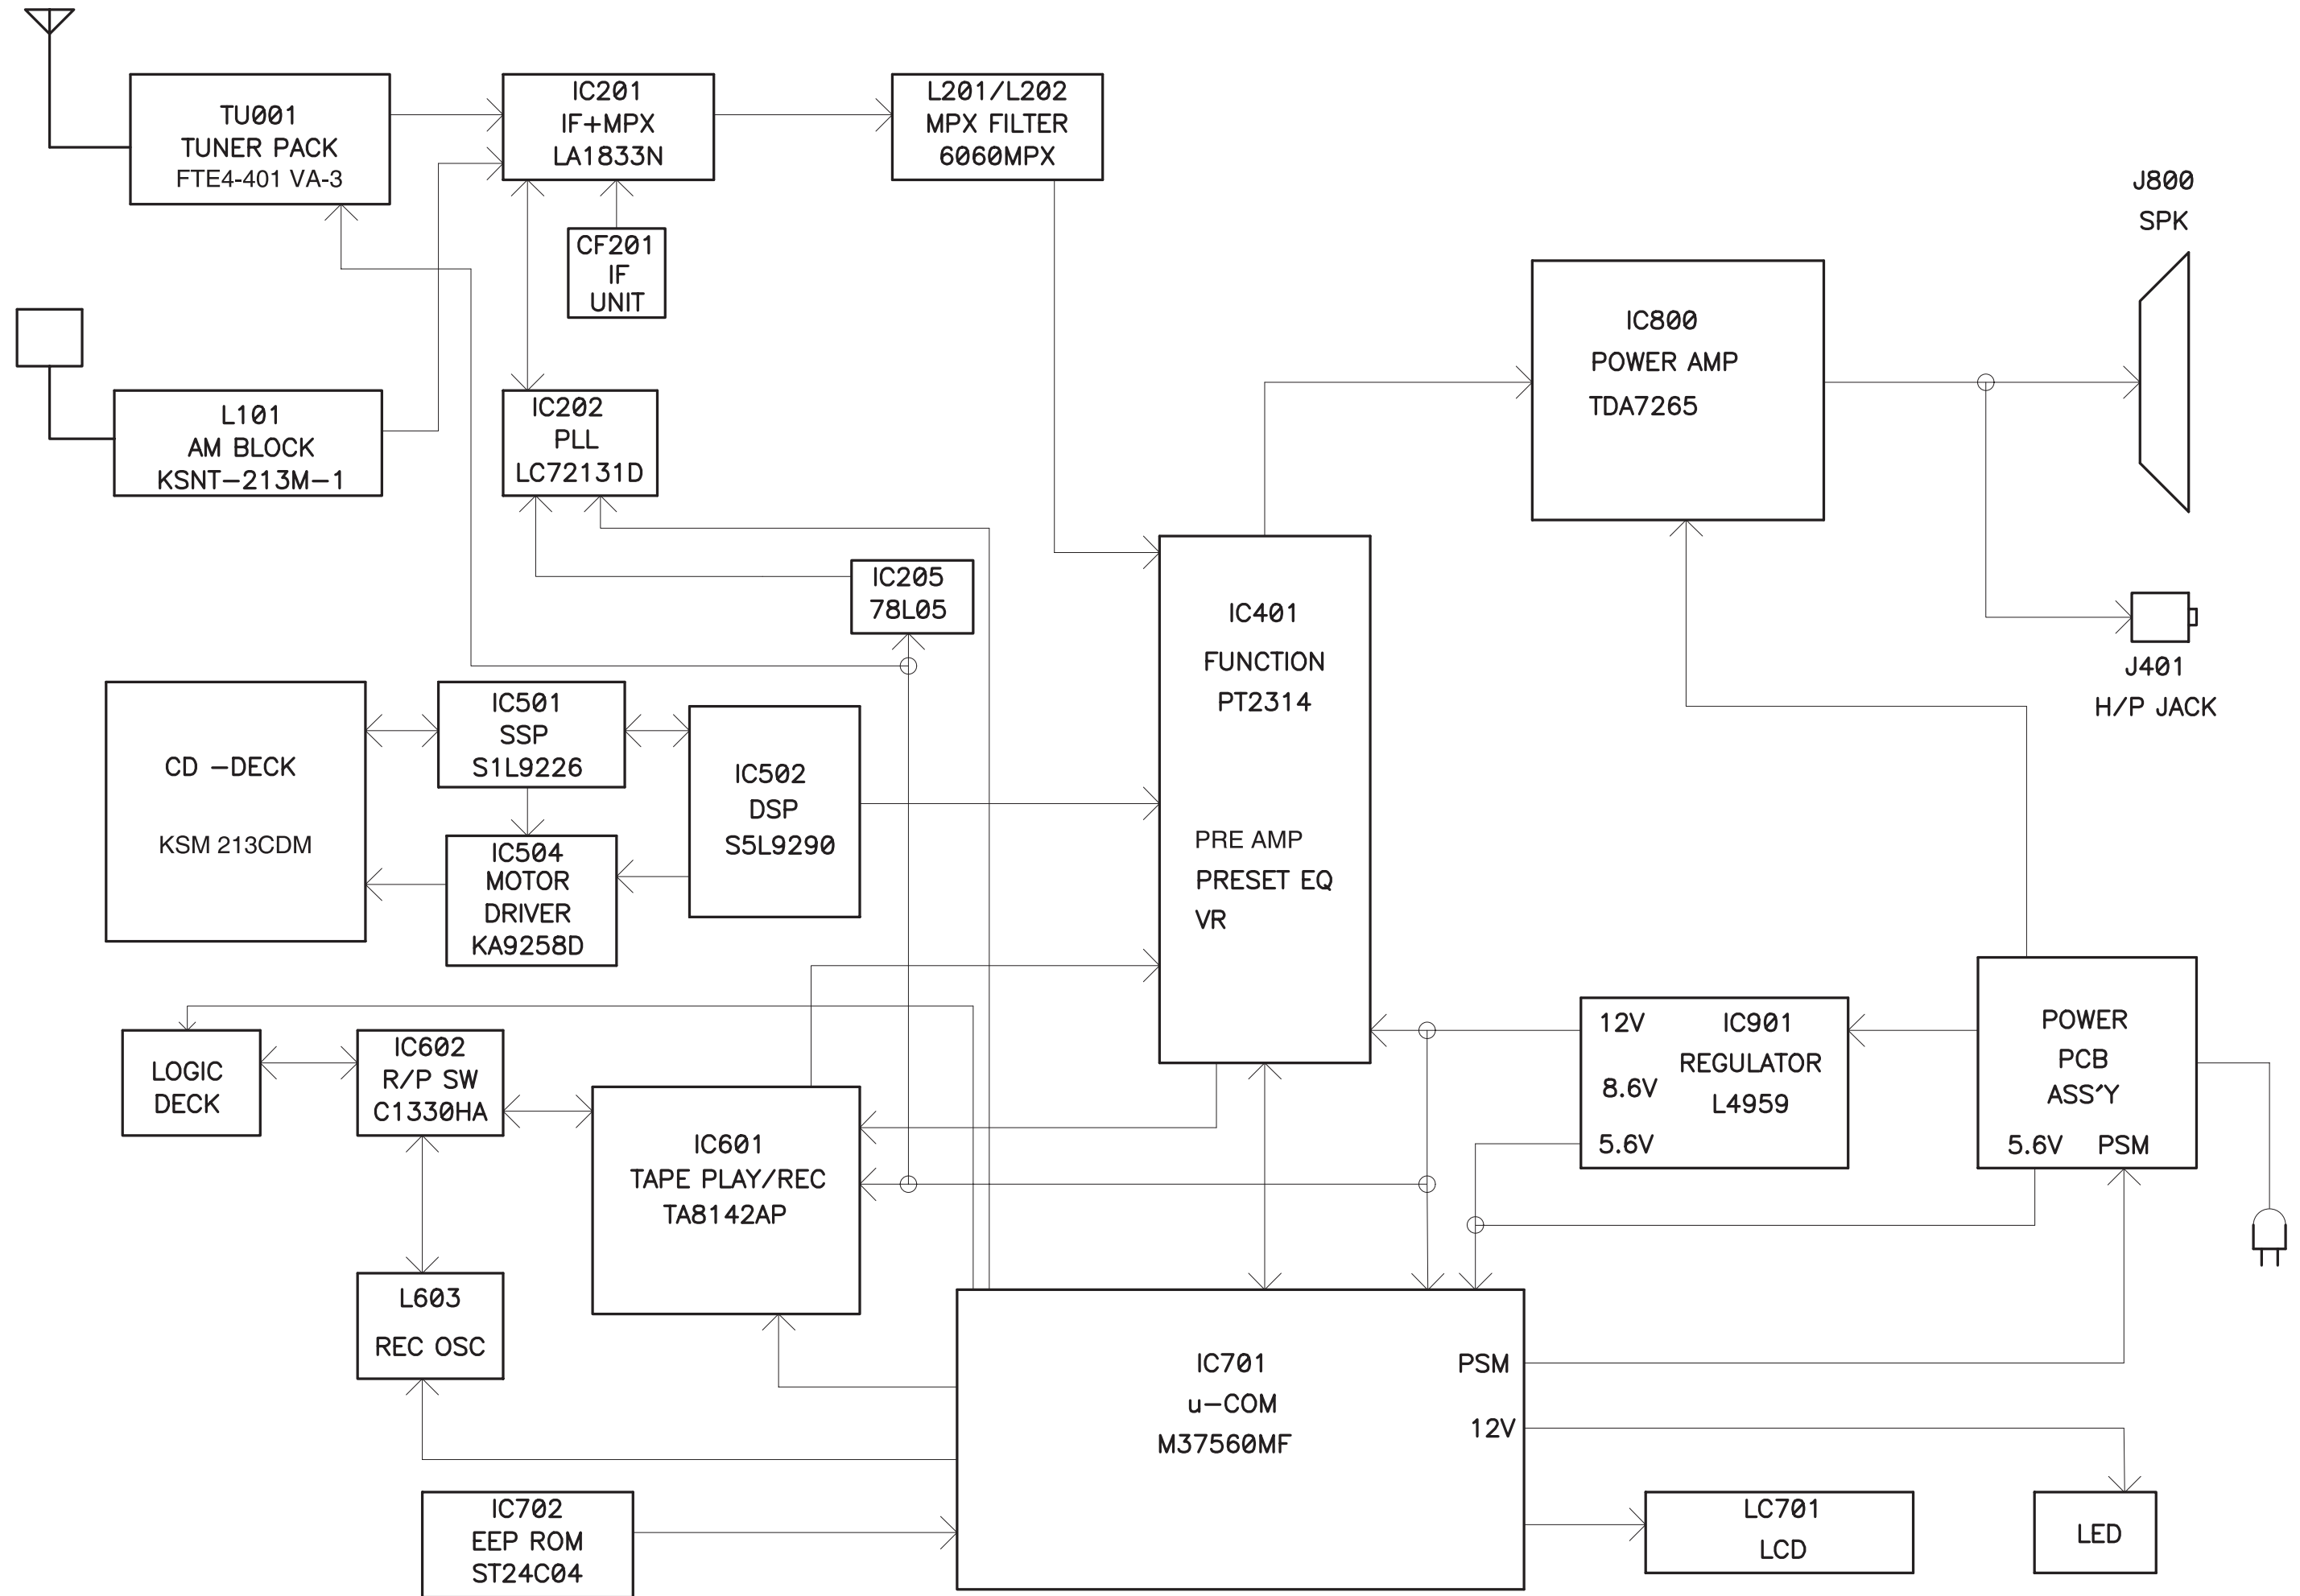 TU001
TUNER PACK
FTE4-401 VA-3
IC201
IF+MPX
LA1833N
L201/L202
MPX FILTER
6060MPX
CF201
IF
UNIT
J800
SPK
L101
AM BLOCK
KSNT-213M-1
IC202
PLL
LC72131D
IC800
POWER AMP
TDA7265
IC205
78L05
IC401
FUNCTION
PT2314
PRE AMP
PRESET EQ
VR
J401
H/P JACK
CD -DECK
KSM 213CDM
IC501
SSP
S1L9226
IC502
DSP
S5L9290
IC504
MOTOR
DRIVER
KA9258D
LOGIC
DECK
IC602
R/P SW
C1330HA
IC601
TAPE PLAY/REC
TA8142AP
12V
8.6V
5.6V
IC901
REGULATOR
L4959
POWER
PCB
ASS'Y
5.6V PSM
L603
REC OSC
IC701
u-COM
M37560MF
PSM
12V
IC702
EEP ROM
ST24C04
LC701
LCD
LED